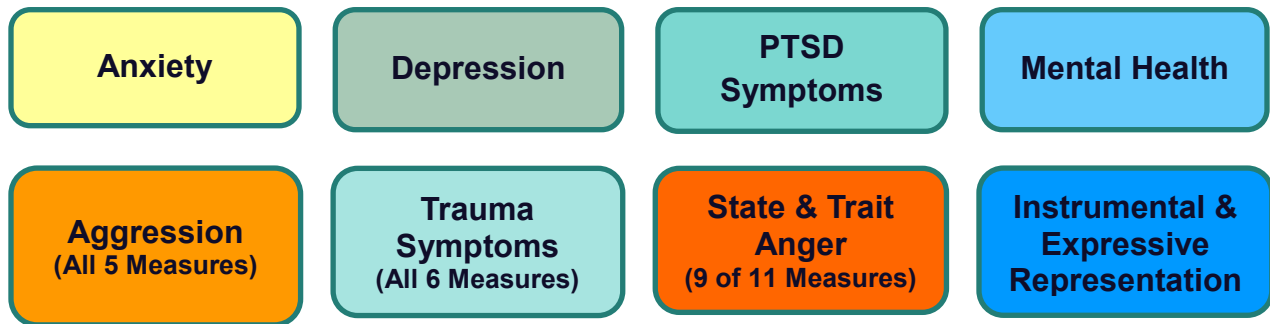 Anxiety
Depression
PTSD
Symptoms
Mental Health
Aggression
(All 5 Measures)
Trauma
Symptoms
(All 6 Measures)
State & Trait
Anger
(9 of 11 Measures)
Instrumental &
Expressive
Representation